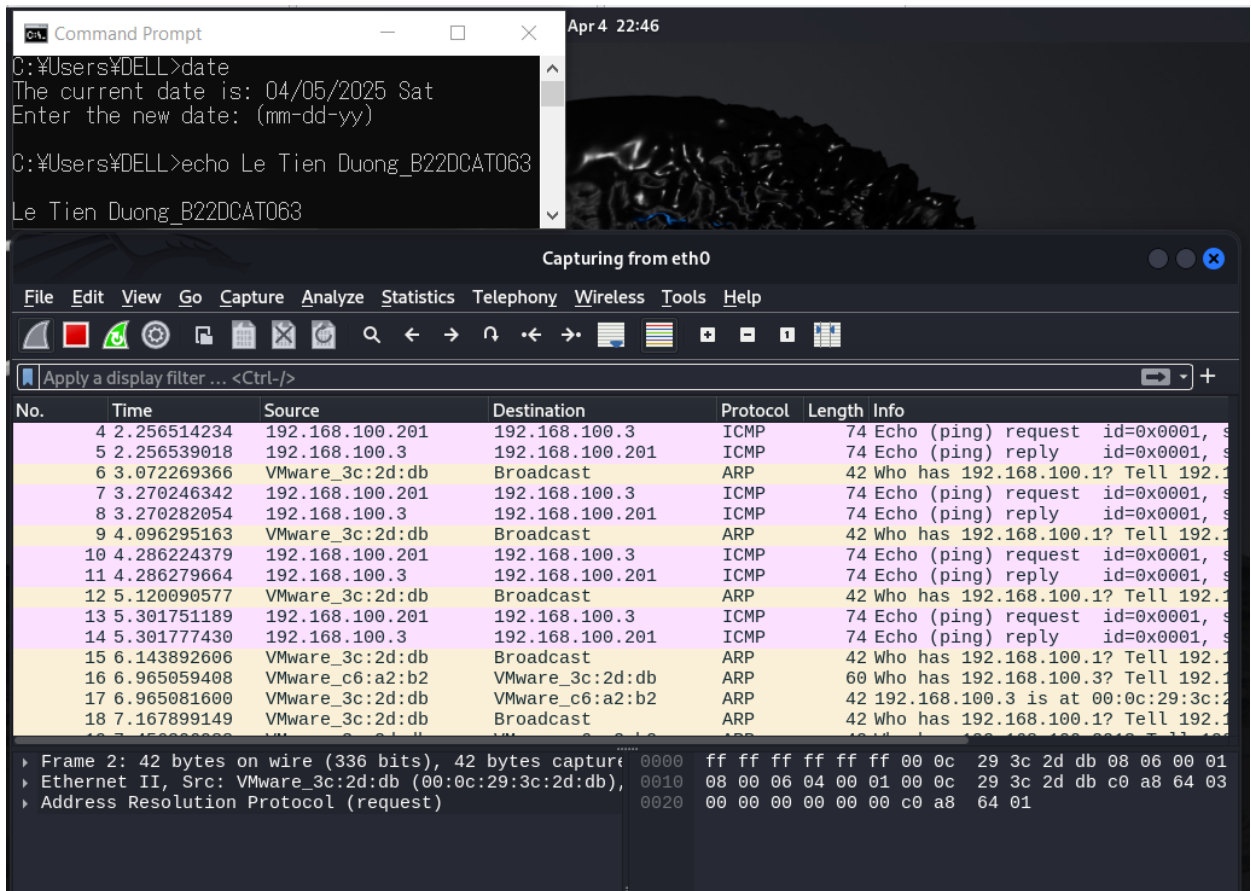 Command Prompt
Apr 4 22:46
C:¥Users¥DELL>date
The current date is: 04/05/2025 Sat
Enter the new date: (mm-dd-yy)
C:¥Users¥DELL>echo Le Tien Duong_B22DCAT063
Le Tien Duong_B22DCAT063
Capturing from eth0
File Edit View Go Capture Analyze Statistics Telephony Wireless Tools Help
Apply a display filter ... <Ctrl-/>
No. Time Source Destination Protocol Length Info
4 2.256514234 192.168.100.201 192.168.100.3 ICMP 74 Echo (ping) request id=0x0001,
5 2.256539018 192.168.100.3 192.168.100.201 ICMP 74 Echo (ping) reply id=0x0001,
6 3.072269366 VMware_3c:2d:db Broadcast ARP 42 Who has 192.168.100.1? Tell 192.1
7 3.270246342 192.168.100.201 192.168.100.3 ICMP 74 Echo (ping) request id=0x0001,
8 3.270282054 192.168.100.3 192.168.100.201 ICMP 74 Echo (ping) reply id=0x0001,
9 4.096295163 VMware_3c:2d:db Broadcast ARP 42 Who has 192.168.100.1? Tell 192.1
10 4.286224379 192.168.100.201 192.168.100.3 ICMP 74 Echo (ping) request id=0x0001,
11 4.286279664 192.168.100.3 192.168.100.201 ICMP 74 Echo (ping) reply id=0x0001,
12 5.120090577 VMware_3c:2d:db Broadcast ARP 42 Who has 192.168.100.1? Tell 192.1
13 5.301751189 192.168.100.201 192.168.100.3 ICMP 74 Echo (ping) request id=0x0001,
14 5.301777430 192.168.100.3 192.168.100.201 ICMP 74 Echo (ping) reply id=0x0001,
15 6.143892606 VMware_3c:2d:db Broadcast ARP 42 Who has 192.168.100.1? Tell 192.1
16 6.965059408 VMware_c6:a2:b2 VMware_3c:2d:db ARP 60 Who has 192.168.100.3? Tell 192.1
17 6.965081600 VMware_3c:2d:db VMware_c6:a2:b2 ARP 42 192.168.100.3 is at 00:0c:29:3c:2
18 7.167899149 VMware_3c:2d:db Broadcast ARP 42 Who has 192.168.100.1? Tell 192.1
Frame 2: 42 bytes on wire (336 bits), 42 bytes capture
Ethernet II, Src: VMware_3c:2d:db (00:0c:29:3c:2d:db),
Address Resolution Protocol (request)
0000 ff ff ff ff ff ff 00 0c 29 3c 2d db 08 06 00 01
0010 08 00 06 04 00 01 00 0c 29 3c 2d db c0 a8 64 03
0020 00 00 00 00 00 00 c0 a8 64 01